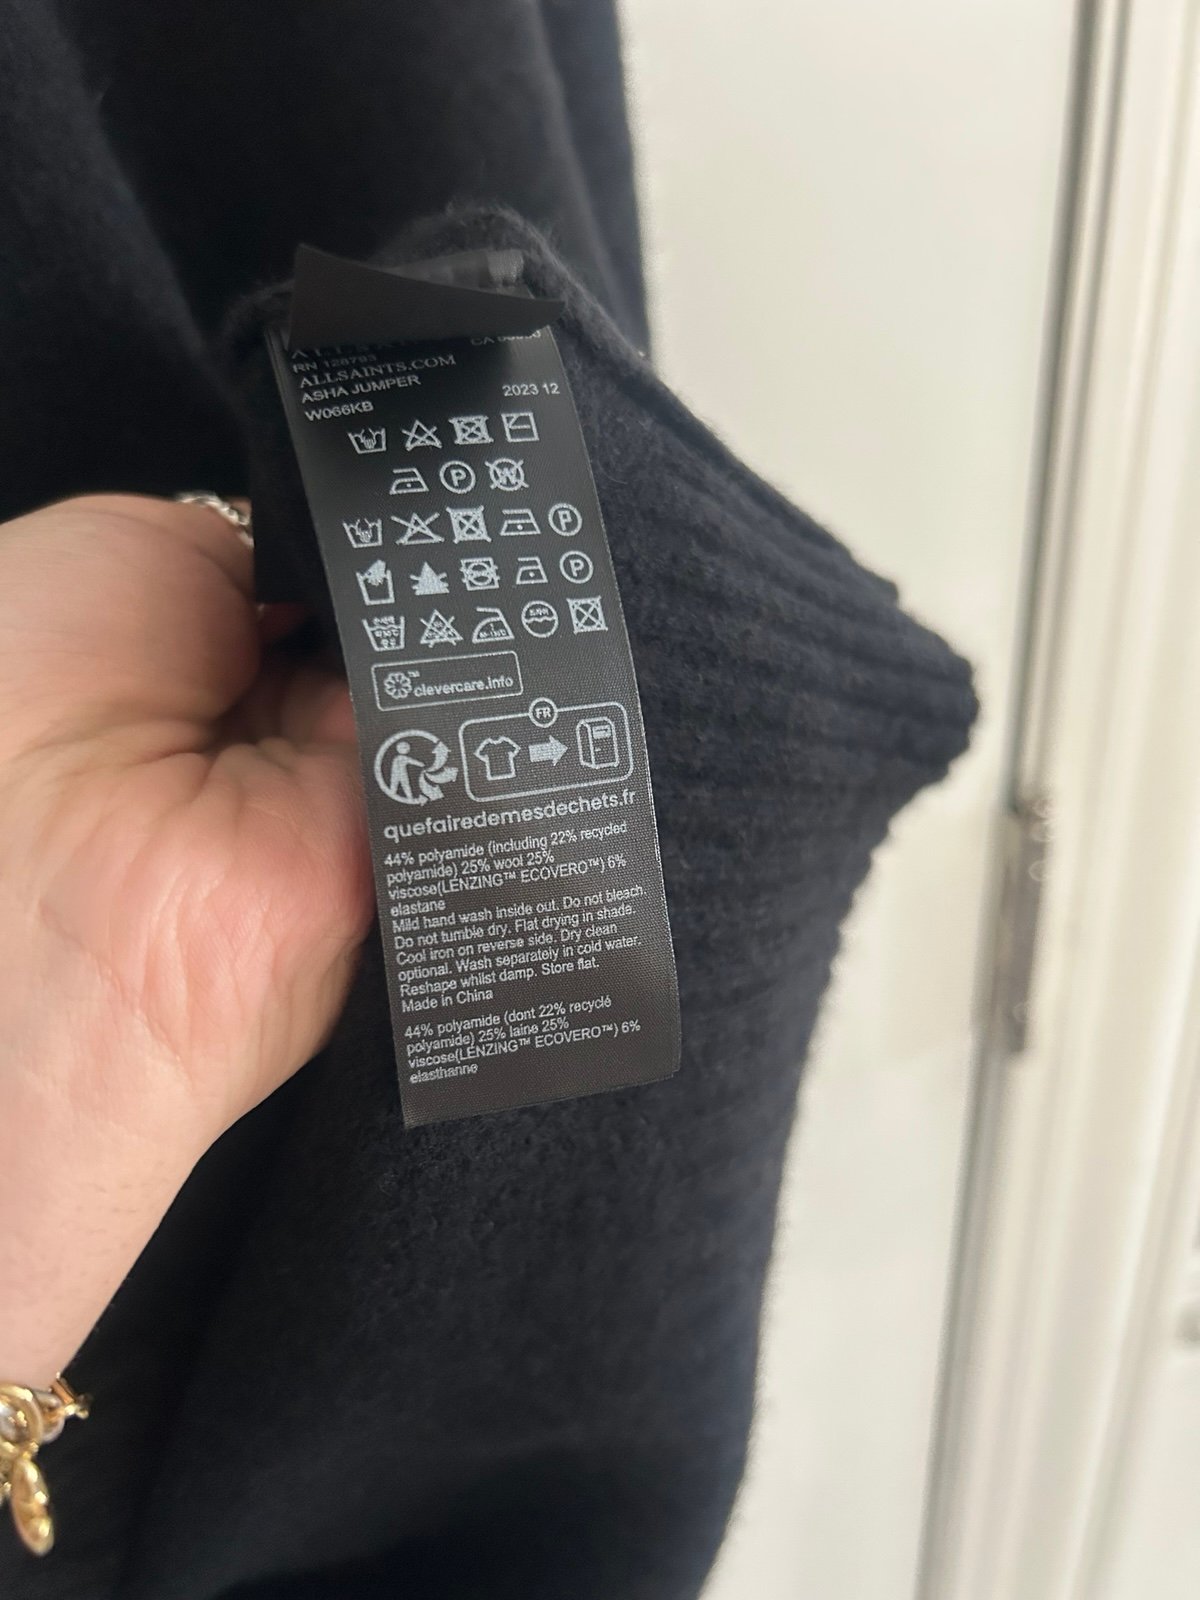 RN 128793
ALLSAINTS.COM
ASHA JUMPER
W066KB
2023 12
P
W
P
P
clevercare.info
FR
quefairedemesdechets.fr
44% polyamide (including 22% recycled
polyamide) 25% wool 25%
viscose(LENZING™ ECOVERO™) 6%
elastane
Mild hand wash inside out. Do not bleach.
Do not tumble dry. Flat drying in shade.
Cool iron on reverse side. Dry clean
optional. Wash separately in cold water.
Reshape whilst damp. Store flat.
Made in China
44% polyamide (dont 22% recyclé
polyamide) 25% laine 25%
viscose(LENZING™ ECOVERO™) 6%
elasthanne